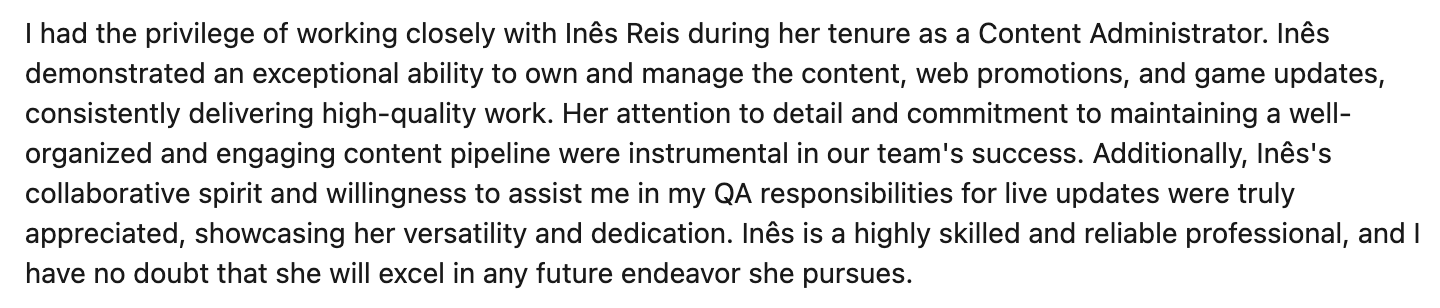 I had the privilege of working closely with Inês Reis during her tenure as a Content Administrator. Inês
demonstrated an exceptional ability to own and manage the content, web promotions, and game updates,
consistently delivering high-quality work. Her attention to detail and commitment to maintaining a well-
organized and engaging content pipeline were instrumental in our team's success. Additionally, Inês's
collaborative spirit and willingness to assist me in my QA responsibilities for live updates were truly
appreciated, showcasing her versatility and dedication. Inês is a highly skilled and reliable professional, and I
have no doubt that she will excel in any future endeavor she pursues.